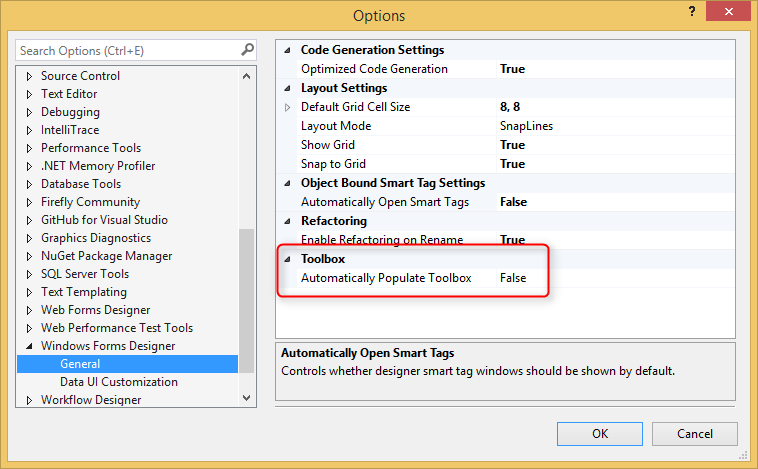 Options
?
Search Options (Ctrl+E)
Source Control
Text Editor
Debugging
IntelliTrace
Performance Tools
.NET Memory Profiler
Database Tools
Firefly Community
GitHub for Visual Studio
Graphics Diagnostics
NuGet Package Manager
SQL Server Tools
Text Templating
Web Forms Designer
Web Performance Test Tools
Windows Forms Designer
General
Data UI Customization
Workflow Designer
Code Generation Settings
Optimized Code Generation True
Layout Settings
Default Grid Cell Size 8, 8
Layout Mode SnapLines
Show Grid True
Snap to Grid True
Object Bound Smart Tag Settings
Automatically Open Smart Tags False
Refactoring
Enable Refactoring on Rename True
Toolbox
Automatically Populate Toolbox False
Automatically Open Smart Tags
Controls whether designer smart tag windows should be shown by default.
OK Cancel